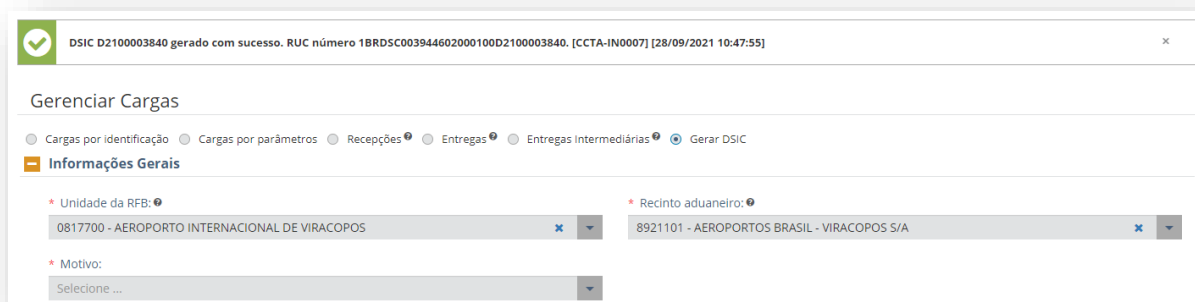 DSIC D2100003840 gerado com sucesso. RUC número 1BRDSC003944602000100D2100003840. [CCTA-IN0007] [28/09/2021 10:47:55] ×
Gerenciar Cargas
Cargas por identificação Cargas por parâmetros Recepções Entregas Entregas Intermediárias Gerar DSIC
Informações Gerais
* Unidade da RFB: * Recinto aduaneiro:
0817700 - AEROPORTO INTERNACIONAL DE VIRACOPOS 8921101 - AEROPORTOS BRASIL - VIRACOPOS S/A
* Motivo:
Selecione ...